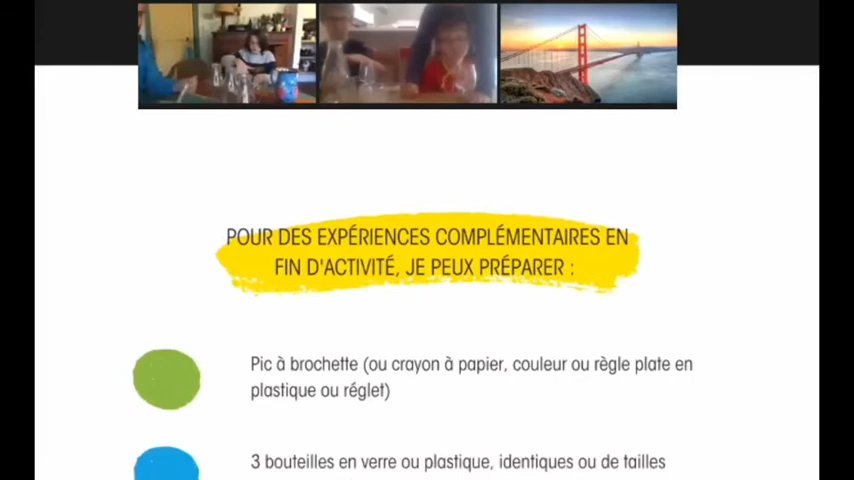 POUR DES EXPÉRIENCES COMPLÉMENTAIRES EN
FIN D'ACTIVITÉ, JE PEUX PRÉPARER :
Pic à brochette (ou crayon à papier, couleur ou règle plate en
plastique ou réglet)
3 bouteilles en verre ou plastique, identiques ou de tailles